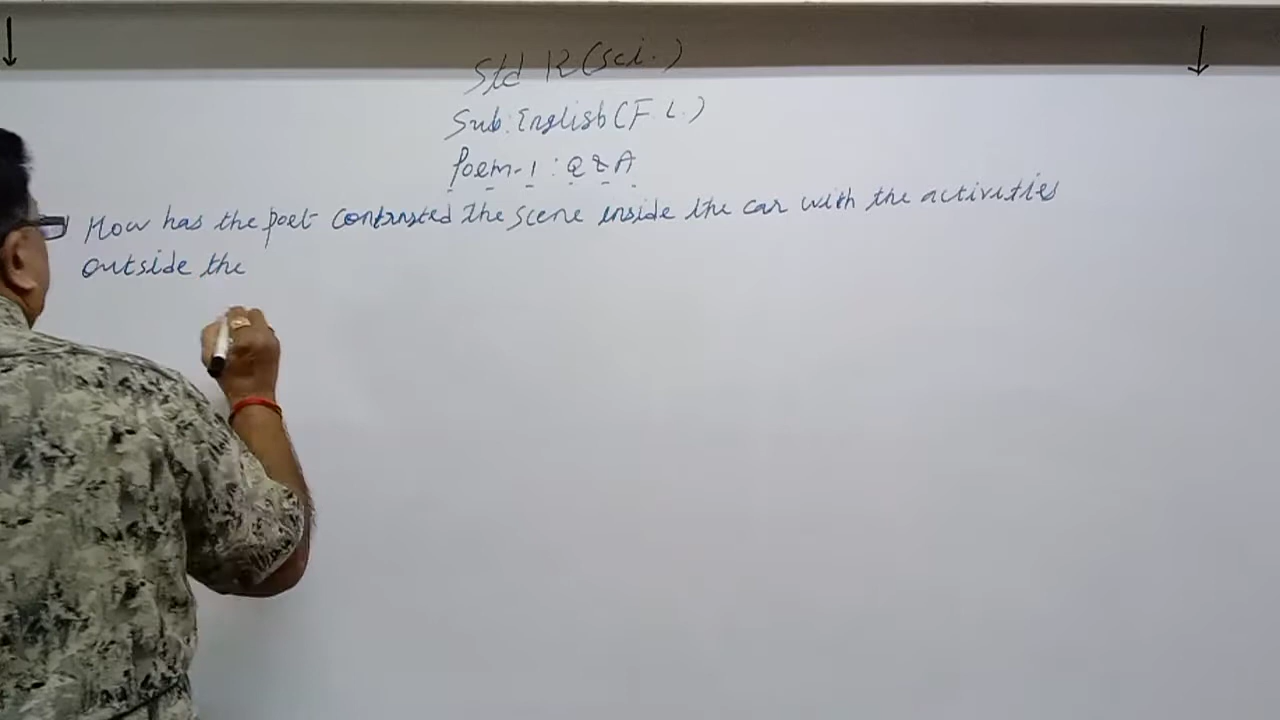 Std 12 (sci.)
Sub: English (F.L.)
Poem-1: Q & A
How has the poet contrasted the scene inside the car with the activities
outside the